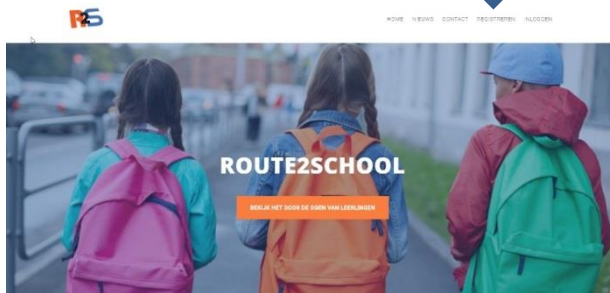 R2S
HOME NIEUWS CONTACT REGISTREREN INLOGGEN
ROUTE2SCHOOL
BEKIJK HET DOOR DE OGEN VAN LEERLINGEN